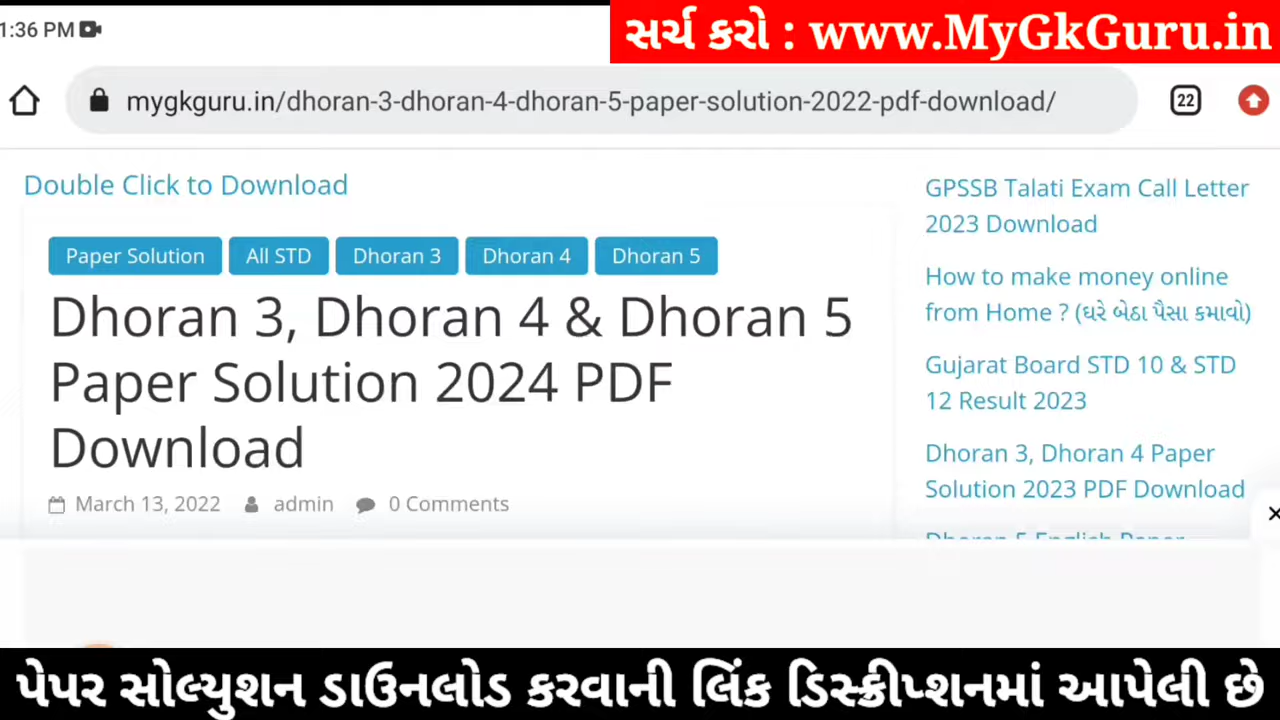 1:36 PM
સર્ચ કરો : www.MyGkGuru.in
mygkguru.in/dhoran-3-dhoran-4-dhoran-5-paper-solution-2022-pdf-download/
22
Double Click to Download
Paper Solution
All STD
Dhoran 3
Dhoran 4
Dhoran 5
Dhoran 3, Dhoran 4 & Dhoran 5
Paper Solution 2024 PDF
Download
March 13, 2022
admin
0 Comments
GPSSB Talati Exam Call Letter
2023 Download
How to make money online
from Home ? (ઘરે બેઠા પૈસા કમાવો)
Gujarat Board STD 10 & STD
12 Result 2023
Dhoran 3, Dhoran 4 Paper
Solution 2023 PDF Download
Dhoran 5 English Paper
પેપર સોલ્યુશન ડાઉનલોડ કરવાની લિંક ડિસ્ક્રીપ્શનમાં આપેલી છે